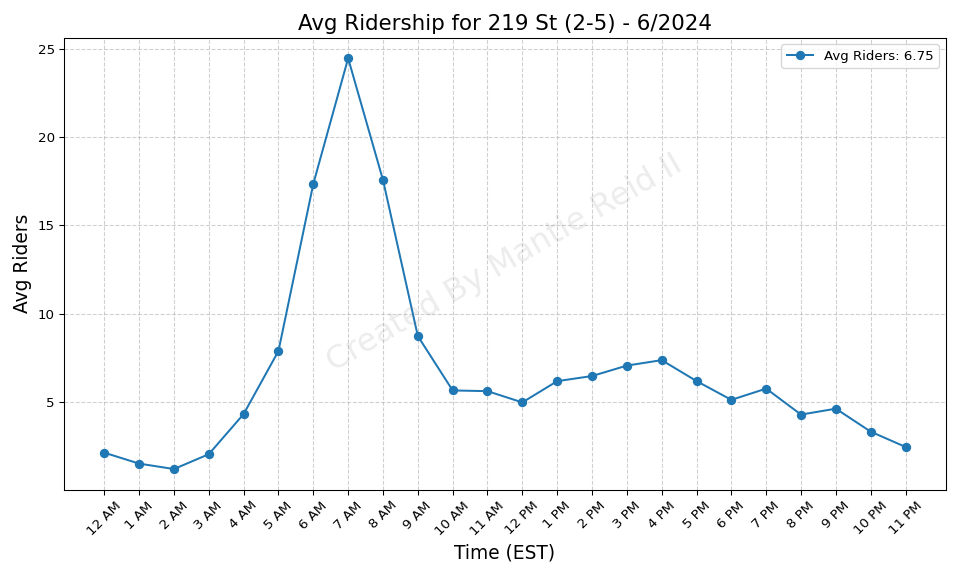 Avg Ridership for 219 St (2-5) - 6/2024
Avg Riders: 6.75
25
20
15
10
5
Avg Riders
Created By Mantle Reid II
12 AM
1 AM
2 AM
3 AM
4 AM
5 AM
6 AM
7 AM
8 AM
9 AM
10 AM
11 AM
12 PM
1 PM
2 PM
3 PM
4 PM
5 PM
6 PM
7 PM
8 PM
9 PM
10 PM
11 PM
Time (EST)